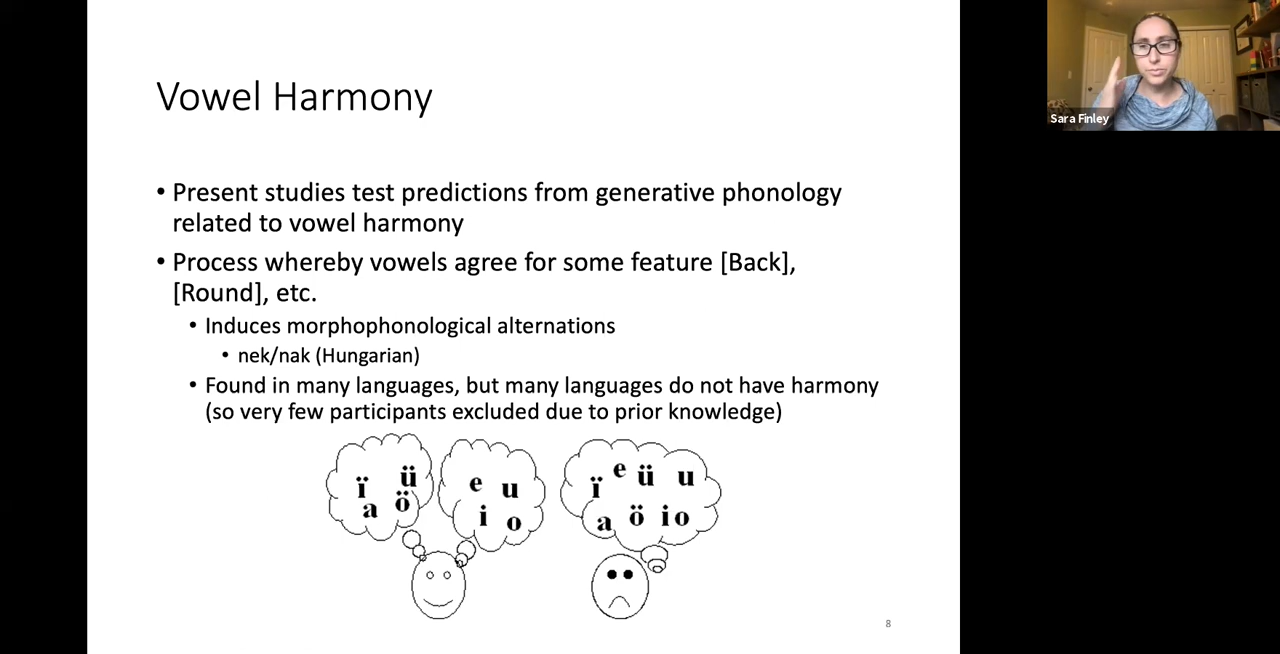 Vowel Harmony
• Present studies test predictions from generative phonology
related to vowel harmony
• Process whereby vowels agree for some feature [Back],
[Round], etc.
• Induces morphophonological alternations
• nek/nak (Hungarian)
• Found in many languages, but many languages do not have harmony
(so very few participants excluded due to prior knowledge)
ï ü
a ö
e u
i o
ï e ü u
a ö i o
8
Sara Finley